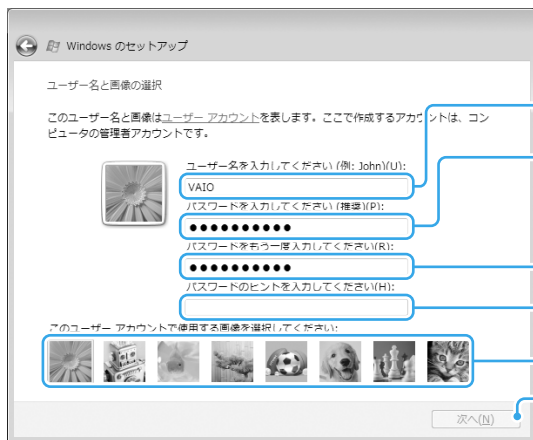 Windows のセットアップ
ユーザー名と画像の選択
このユーザー名と画像はユーザー アカウントを表します。ここで作成するアカウントは、コン
ピュータの管理者アカウントです。
ユーザー名を入力してください (例: John)(U):
VAIO
パスワードを入力してください (推奨)(P):
●●●●●●●●●●
パスワードをもう一度入力してください(R):
●●●●●●●●●●
パスワードのヒントを入力してください(H):
このユーザー アカウントで使用する画像を選択してください:
次へ(N)